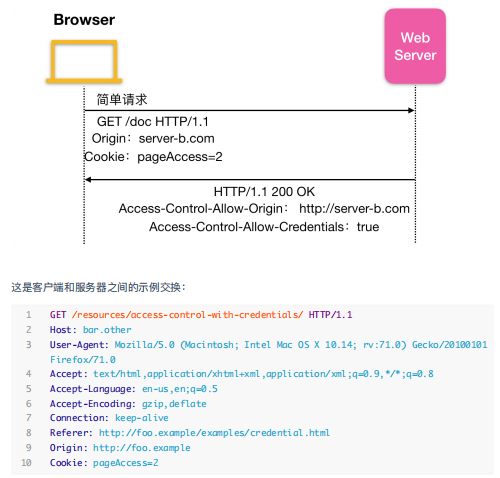 Browser
Web
Server
简单请求
GET /doc HTTP/1.1
Origin：server-b.com
Cookie：pageAccess=2
HTTP/1.1 200 OK
Access-Control-Allow-Origin： http://server-b.com
Access-Control-Allow-Credentials：true
这是客户端和服务器之间的示例交换：
1 GET /resources/access-control-with-credentials/ HTTP/1.1
2 Host: bar.other
3 User-Agent: Mozilla/5.0 (Macintosh; Intel Mac OS X 10.14; rv:71.0) Gecko/20100101
Firefox/71.0
4 Accept: text/html,application/xhtml+xml,application/xml;q=0.9,*/*;q=0.8
5 Accept-Language: en-us,en;q=0.5
6 Accept-Encoding: gzip,deflate
7 Connection: keep-alive
8 Referer: http://foo.example/examples/credential.html
9 Origin: http://foo.example
10 Cookie: pageAccess=2